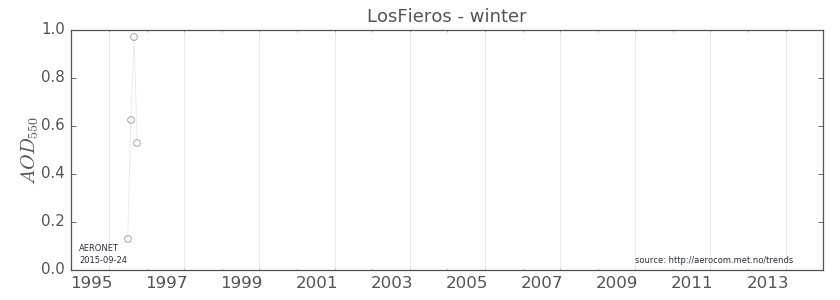 LosFieros - winter
1.0
0.8
0.6
0.4
0.2
0.0
AOD550
AERONET
2015-09-24
source: http://aerocom.met.no/trends
1995 1997 1999 2001 2003 2005 2007 2009 2011 2013